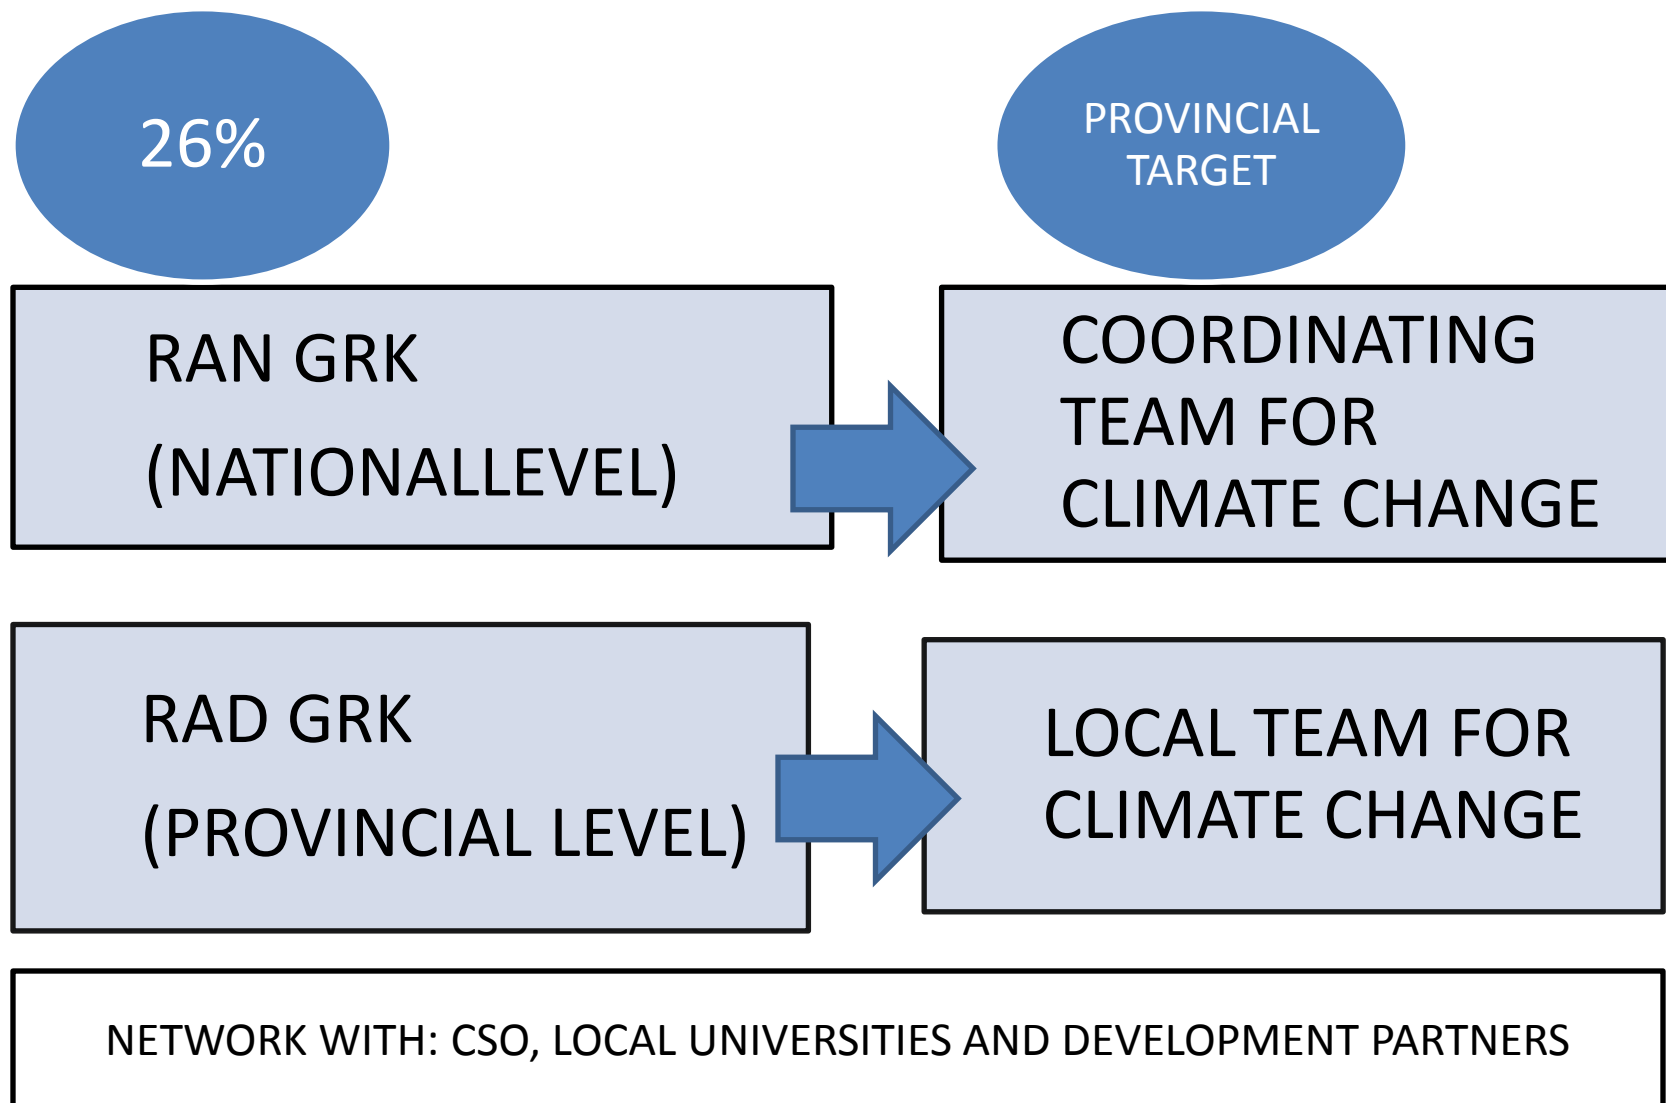 26%
PROVINCIAL
TARGET
RAN GRK
(NATIONALLEVEL)
COORDINATING
TEAM FOR
CLIMATE CHANGE
RAD GRK
(PROVINCIAL LEVEL)
LOCAL TEAM FOR
CLIMATE CHANGE
NETWORK WITH: CSO, LOCAL UNIVERSITIES AND DEVELOPMENT PARTNERS